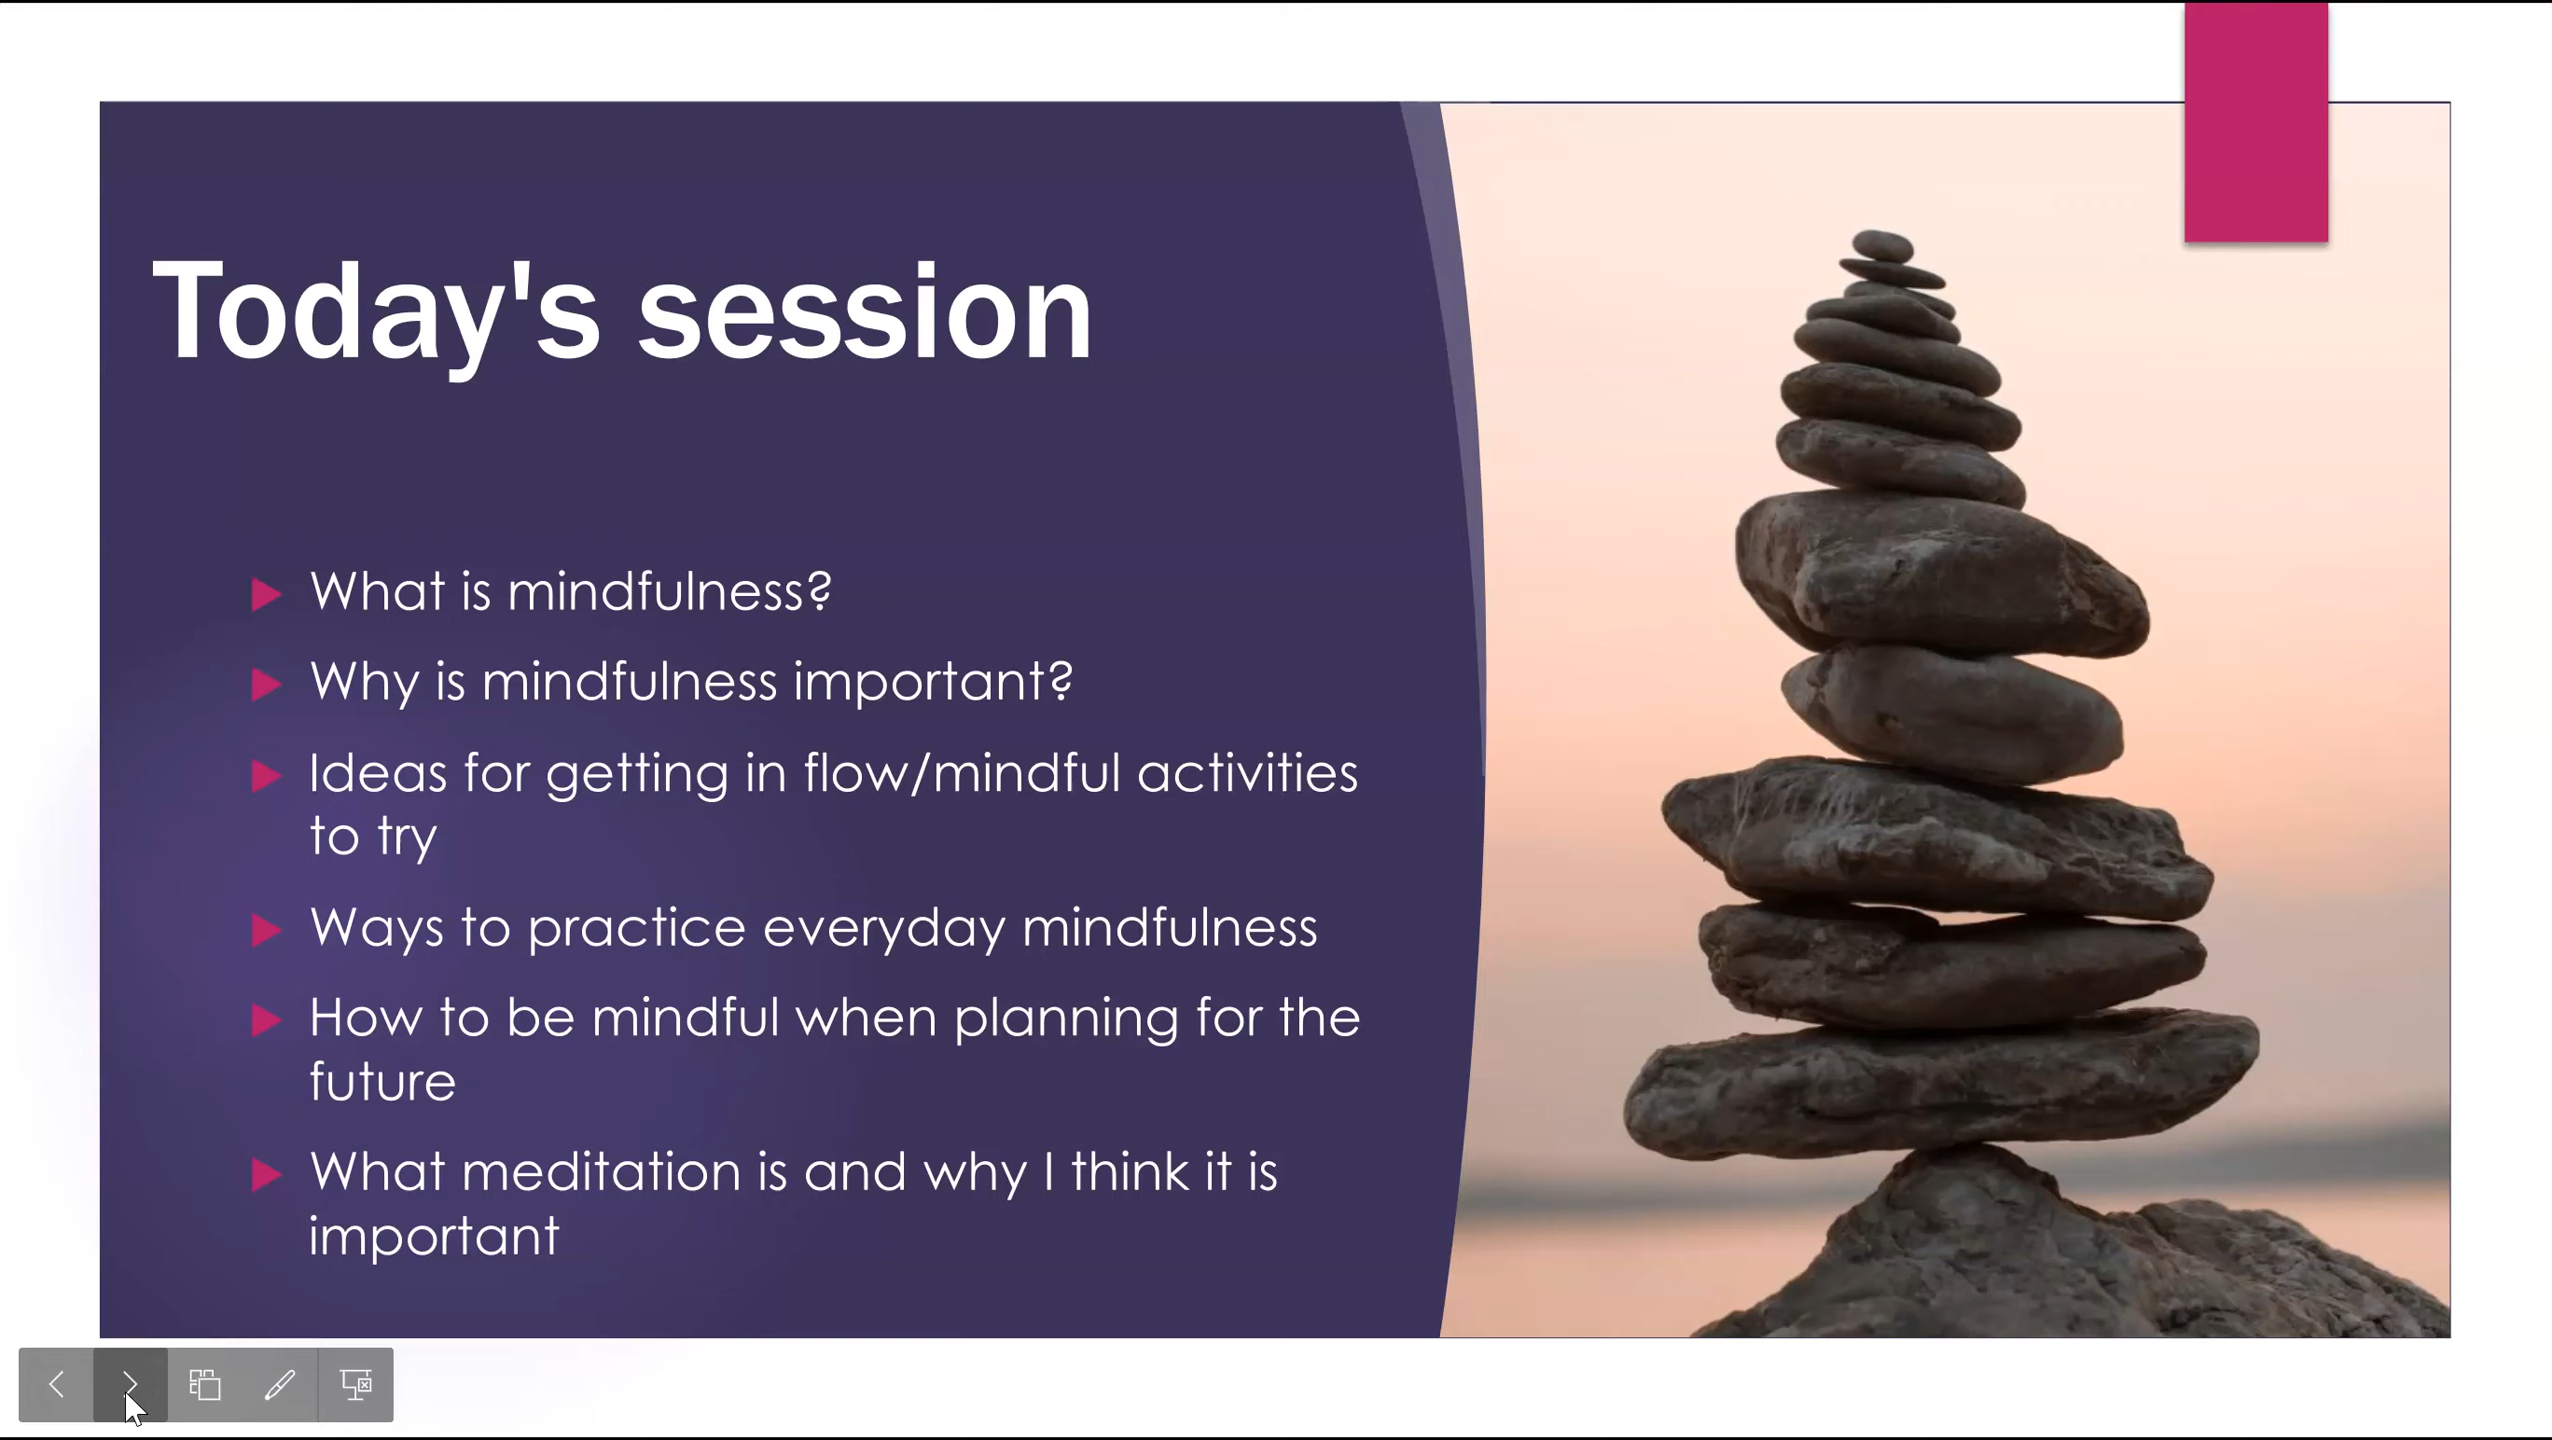 Today's session
What is mindfulness?
Why is mindfulness important?
Ideas for getting in flow/mindful activities
to try
Ways to practice everyday mindfulness
How to be mindful when planning for the
future
What meditation is and why I think it is
important